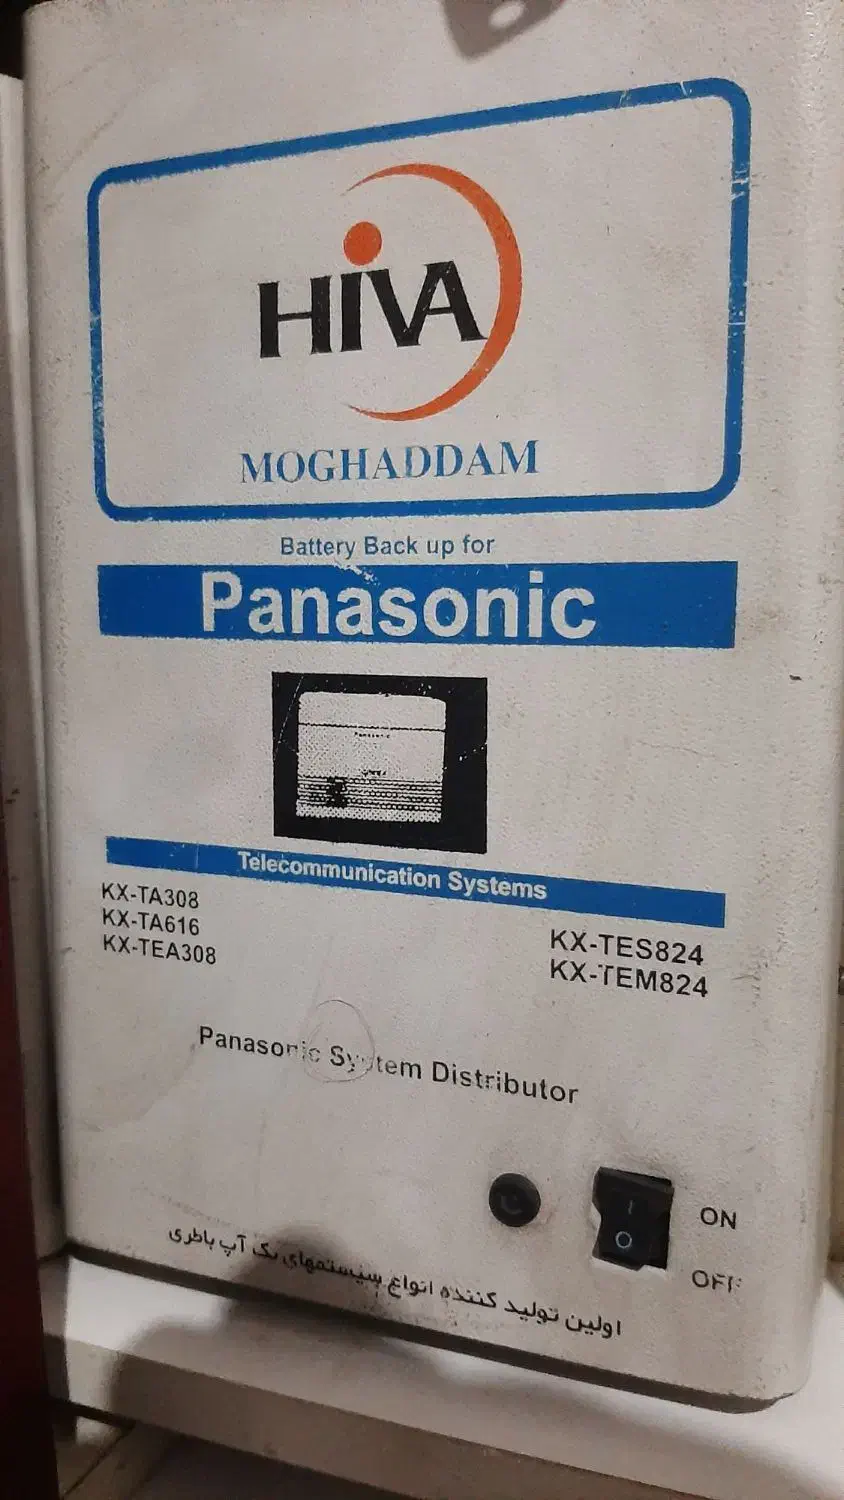 HIVA
MOGHADDAM
Battery Back up for
Panasonic
Panasonic
Telecommunication Systems
KX-TA308
KX-TA616
KX-TEA308
KX-TES824
KX-TEM824
Panasonic System Distributor
ON
OFF
اولین تولید کننده انواع سیستمهای بک آپ باطری